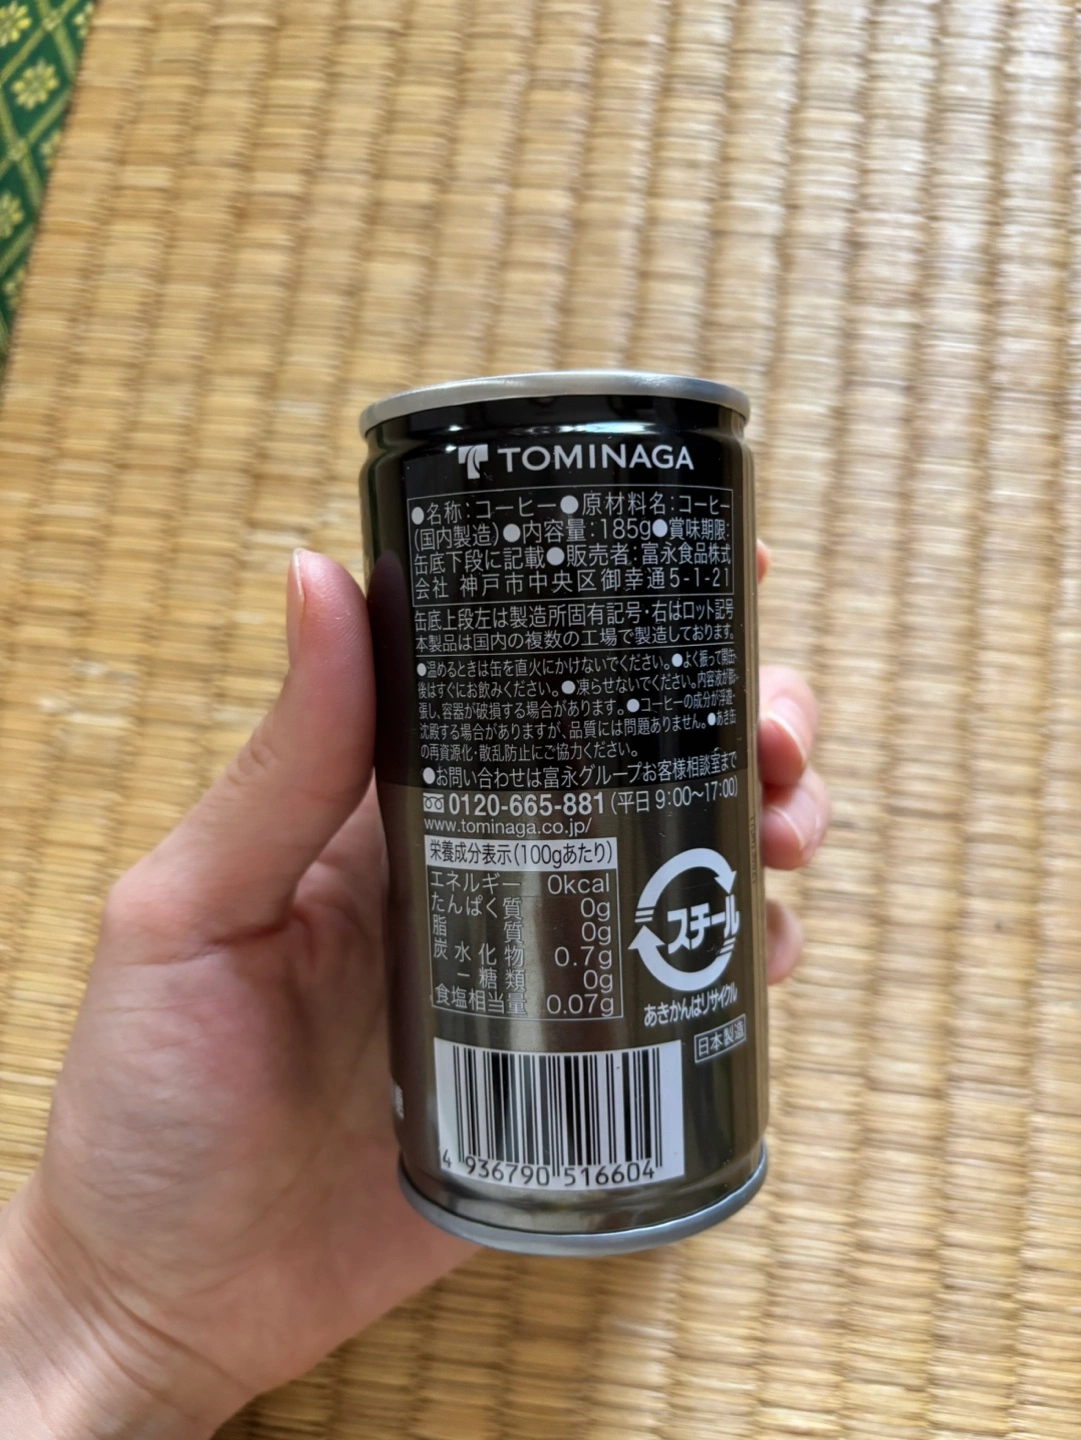 TOMINAGA
●名称:コーヒー●原材料名:コーヒー
(国内製造)●内容量:185g●賞味期限:
缶底下段に記載●販売者:富永食品株式
会社 神戸市中央区御幸通5-1-21
缶底上段左は製造所固有記号・右はロット記号
本製品は国内の複数の工場で製造しております。
●温めるときは缶を直火にかけないでください。●よく振って開缶
後はすぐにお飲みください。●凍らせないでください。内容液が膨
張し、容器が破損する場合があります。●コーヒーの成分が浮遊・
沈殿する場合がありますが、品質には問題ありません。●あき缶
の再資源化・散乱防止にご協力ください。
●お問い合わせは富永グループお客様相談室まで
0120-665-881(平日 9:00~17:00)
www.tominaga.co.jp/
栄養成分表示(100gあたり)
エネルギー 0kcal
たんぱく質 0g
脂質 0g
炭水化物 0.7g
-糖類 0g
食塩相当量 0.07g
スチール
あきかんはリサイクル
日本製造
4 936790 516604